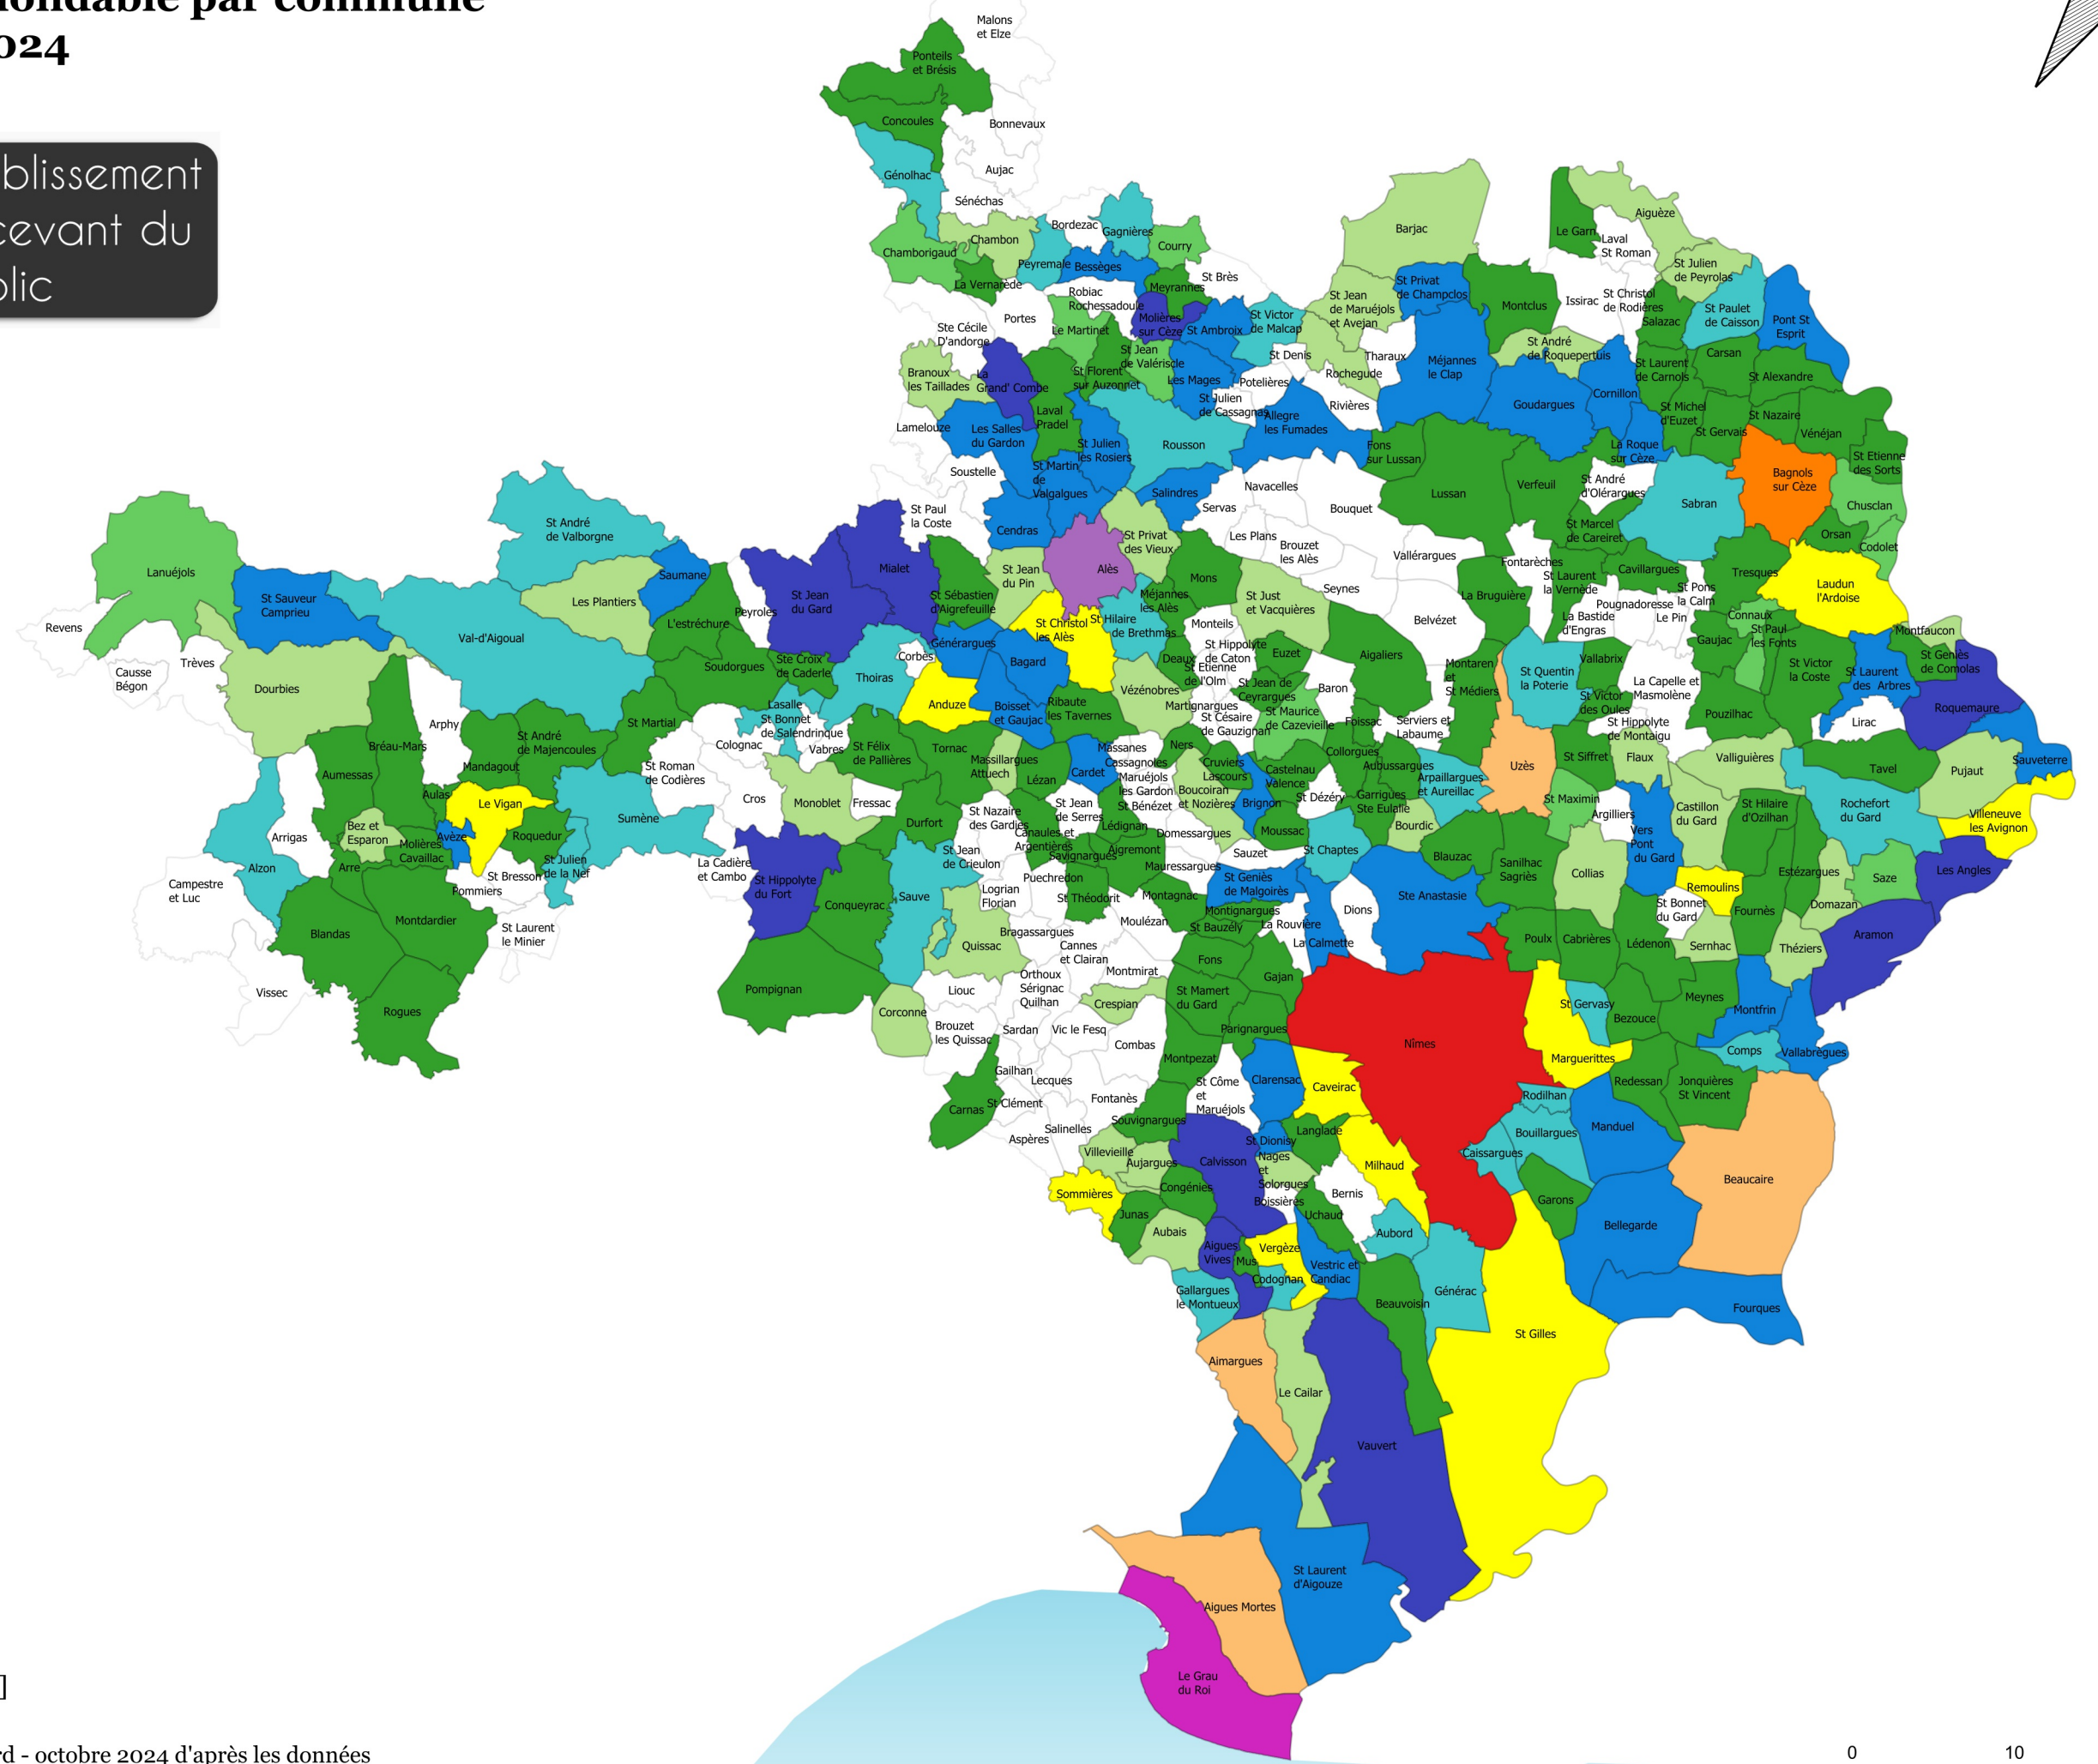 ondable par commune
024
blissement
cevant du
olic
Malons
et Elze
Ponteils
et Brésis
Concoules
Bonnevaux
Génolhac
Aujac
Sénéchas
Chambon
Bordezac
Gagnières
Chamborigaud
Peyremale
Bessèges
Courry
La Vernarède
Meyrannes
St Brès
Robiac
Rochessadoule
Portes
Le Martinet
Molières
sur Cèze
St Ambroix
St Victor
de Malcap
Ste Cécile
D'andorge
Branoux
les Taillades
La
Grand' Combe
St Florent
sur Auzonnet
St Jean
de Valériscle
Les Mages
St Denis
Potelières
St Julien
de Cassagnas
Rochegude
Tharaux
Rivières
Barjac
St Jean
de Maruéjols
et Avejan
St Privat
de Champclos
Méjannes
le Clap
Montclus
Issirac
Le Garn
Laval
St Roman
Aiguèze
St Julien
de Peyrolas
St Christol
de Rodières
Salazac
St Paulet
de Caisson
Pont St
Esprit
St André
de Roquepertuis
Goudargues
Cornillon
St Laurent
de Carnols
Carsan
St Alexandre
St Michel
d'Euzet
St Gervais
St Nazaire
Vénéjan
La Roque
sur Cèze
St Etienne
des Sorts
Bagnols
sur Cèze
Chusclan
Orsan
Codolet
Sabran
St André
d'Olérargues
Verfeuil
Lussan
Fons
sur Lussan
Allegre
les Fumades
Lamelouze
Les Salles
du Gardon
Laval
Pradel
St Julien
les Rosiers
Rousson
Soustelle
St Martin
de
Valgalgues
Salindres
Servas
Navacelles
Bouquet
Les Plans
Brouzet
les Alès
Vallérargues
Seynes
Belvézet
St Marcel
de Careiret
Fontarèches
St Laurent
la Vernède
Cavillargues
La Bruguière
Pougnadoresse
La Bastide
d'Engras
St Pons
la Calm
Le Pin
Tresques
Laudun
l'Ardoise
Connaux
Gaujac
St Paul
les Fonts
St Victor
la Coste
St Laurent
des Arbres
Montfaucon
St Geniès
de Comolas
Roquemaure
Lirac
Sauveterre
Pujaut
Villeneuve
les Avignon
Tavel
Rochefort
du Gard
Les Angles
Saze
Aramon
Domazan
Théziers
Estézargues
St Hilaire
d'Ozilhan
Valliguières
Pouzilhac
La Capelle et
Masmolène
Vallabrix
St Quentin
la Poterie
St Victor
des Oules
St Hippolyte
de Montaigu
Flaux
St Siffret
Uzès
Montaren
et
St Médiers
Aigaliers
Serviers et
Labaume
St Maximin
Argilliers
Vers
Pont
du Gard
Castillon
du Gard
Remoulins
Fournès
St Bonnet
du Gard
Sernhac
Collias
Sanilhac
Sagriès
Blauzac
Arpaillargues
et Aureillac
Aubussargues
Bourdic
Garrigues
Ste Eulalie
Collorgues
Foissac
Baron
St Just
et Vacquières
Euzet
St Hippolyte
de Caton
St Jean de
Ceyrargues
St Maurice
de Cazevieille
Monteils
Mons
Méjannes
les Alès
Deaux
St Etienne
de l'Olm
Martignargues
St Césaire
de Gauzignan
Vézénobres
St Hilaire
de Brethmas
St Privat
des Vieux
Alès
St Christol
les Alès
St Jean
du Pin
Cendras
St Paul
la Coste
Mialet
St Sébastien
d'Aigrefeuille
Générargues
Bagard
Boisset
et Gaujac
Ribaute
les Tavernes
Corbès
Anduze
Thoiras
St Jean
du Gard
Peyroles
Ste Croix
de Caderle
Lasalle
St Bonnet
de Salendrinque
Vabres
Colognac
St Félix
de Pallières
Tornac
Massillargues
Attuech
Lézan
Cardet
Massanes
Cassagnoles
Maruéjols
les Gardon
Ners
Boucoiran
et Nozières
Cruviers
Lascours
Castelnau
Valence
Brignon
St Dézéry
Moussac
St Chaptes
Sauzet
Domessargues
St Bénézet
Lédignan
St Jean
de Serres
St Nazaire
des Gardies
Canaules et
Argentières
Savignargues
Aigremont
Mauressargues
Montagnac
St Geniès
de Malgoirès
Montignargues
La Rouvière
St Bauzély
La Calmette
Dions
Ste Anastasie
Poulx
Cabrières
Lédenon
Meynes
Montfrin
Vallabrègues
Comps
Bezouce
St Gervasy
Marguerittes
Redessan
Jonquières
St Vincent
Beaucaire
Manduel
Rodilhan
Bouillargues
Caissargues
Garons
Bellegarde
Fourques
Nîmes
Gajan
Fons
St Mamert
du Gard
Parignargues
Montpezat
Clarensac
Caveirac
St Côme
et
Maruéjols
Langlade
St Dionisy
Nages
et
Solorgues
Boissières
Calvisson
Milhaud
Bernis
Uchaud
Aubord
Générac
Beauvoisin
St Gilles
Vestric et
Candiac
Vergèze
Codognan
Mus
Aigues
Vives
Gallargues
le Montueux
Aubais
Junas
Congénies
Aujargues
Villevieille
Sommières
Souvignargues
Fontanès
Salinelles
Aspères
Lecques
St Clément
Gailhan
Carnas
Combas
Vic le Fesq
Sardan
Crespian
Montmirat
Cannes
et Clairan
Moulézan
St Théodorit
Puechredon
Orthoux
Sérignac
Quilhan
Bragassargues
Logrian
Florian
Quissac
Liouc
Brouzet
les Quissac
Corconne
Sauve
St Jean
de Crieulon
Durfort
Fressac
Monoblet
Conqueyrac
Pompignan
St Hippolyte
du Fort
La Cadière
et Cambo
Cros
St Roman
de Codières
Sumène
St Martial
Soudorgues
L'estréchure
Saumane
Les Plantiers
St André
de Valborgne
Val-d'Aigoual
St Sauveur
Camprieu
Lanuéjols
Revens
Causse
Bégon
Trèves
Dourbies
Arphy
Bréau-Mars
Aumessas
Mandagout
St André
de Majencoules
Aulas
Le Vigan
Avèze
Roquedur
St Julien
de la Nef
St Bresson
Pommiers
St Laurent
le Minier
Molières
Cavaillac
Bez et
Esparon
Arre
Arrigas
Alzon
Campestre
et Luc
Vissec
Blandas
Montdardier
Rogues
Aimargues
Le Cailar
Vauvert
St Laurent
d'Aigouze
Aigues Mortes
Le Grau
du Roi
]
rd - octobre 2024 d'après les données
0
10